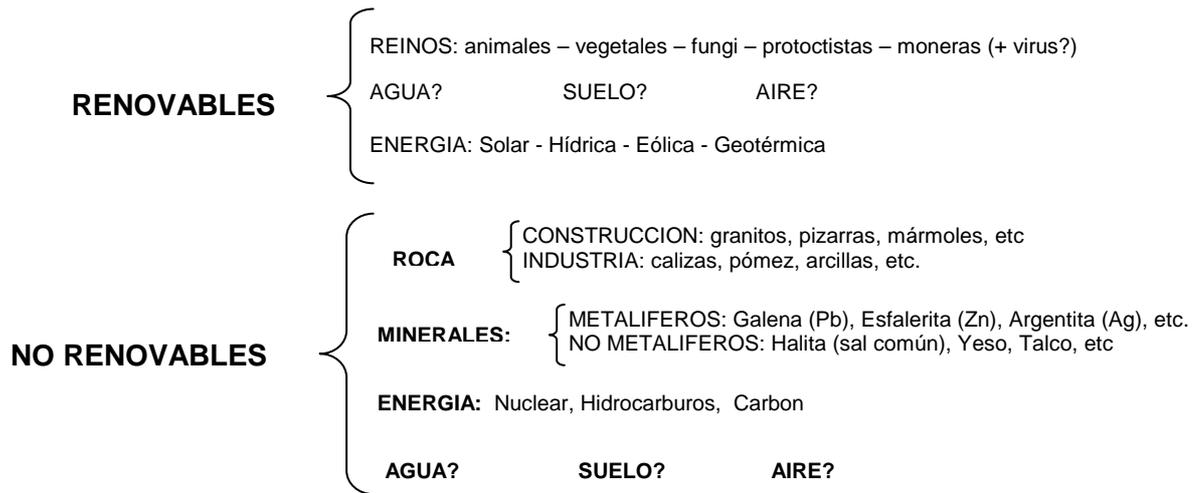 REINOS: animales – vegetales – fungi – protoctistas – moneras (+ virus?)
RENOVABLES
AGUA? SUELO? AIRE?
ENERGIA: Solar - Hídrica - Eólica - Geotérmica
NO RENOVABLES
ROCA
CONSTRUCCION: granitos, pizarras, mármoles, etc
INDUSTRIA: calizas, pómez, arcillas, etc.
MINERALES:
METALIFEROS: Galena (Pb), Esfalerita (Zn), Argentita (Ag), etc.
NO METALIFEROS: Halita (sal común), Yeso, Talco, etc
ENERGIA: Nuclear, Hidrocarburos, Carbon
AGUA? SUELO? AIRE?